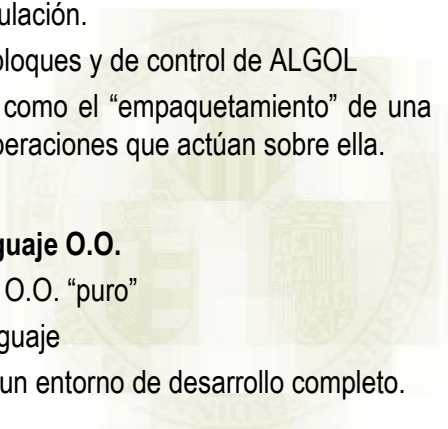 ulación.
bloques y de control de ALGOL
como el “empaquetamiento” de una
peraciones que actúan sobre ella.
guaje O.O.
O.O. “puro”
guaje
un entorno de desarrollo completo.